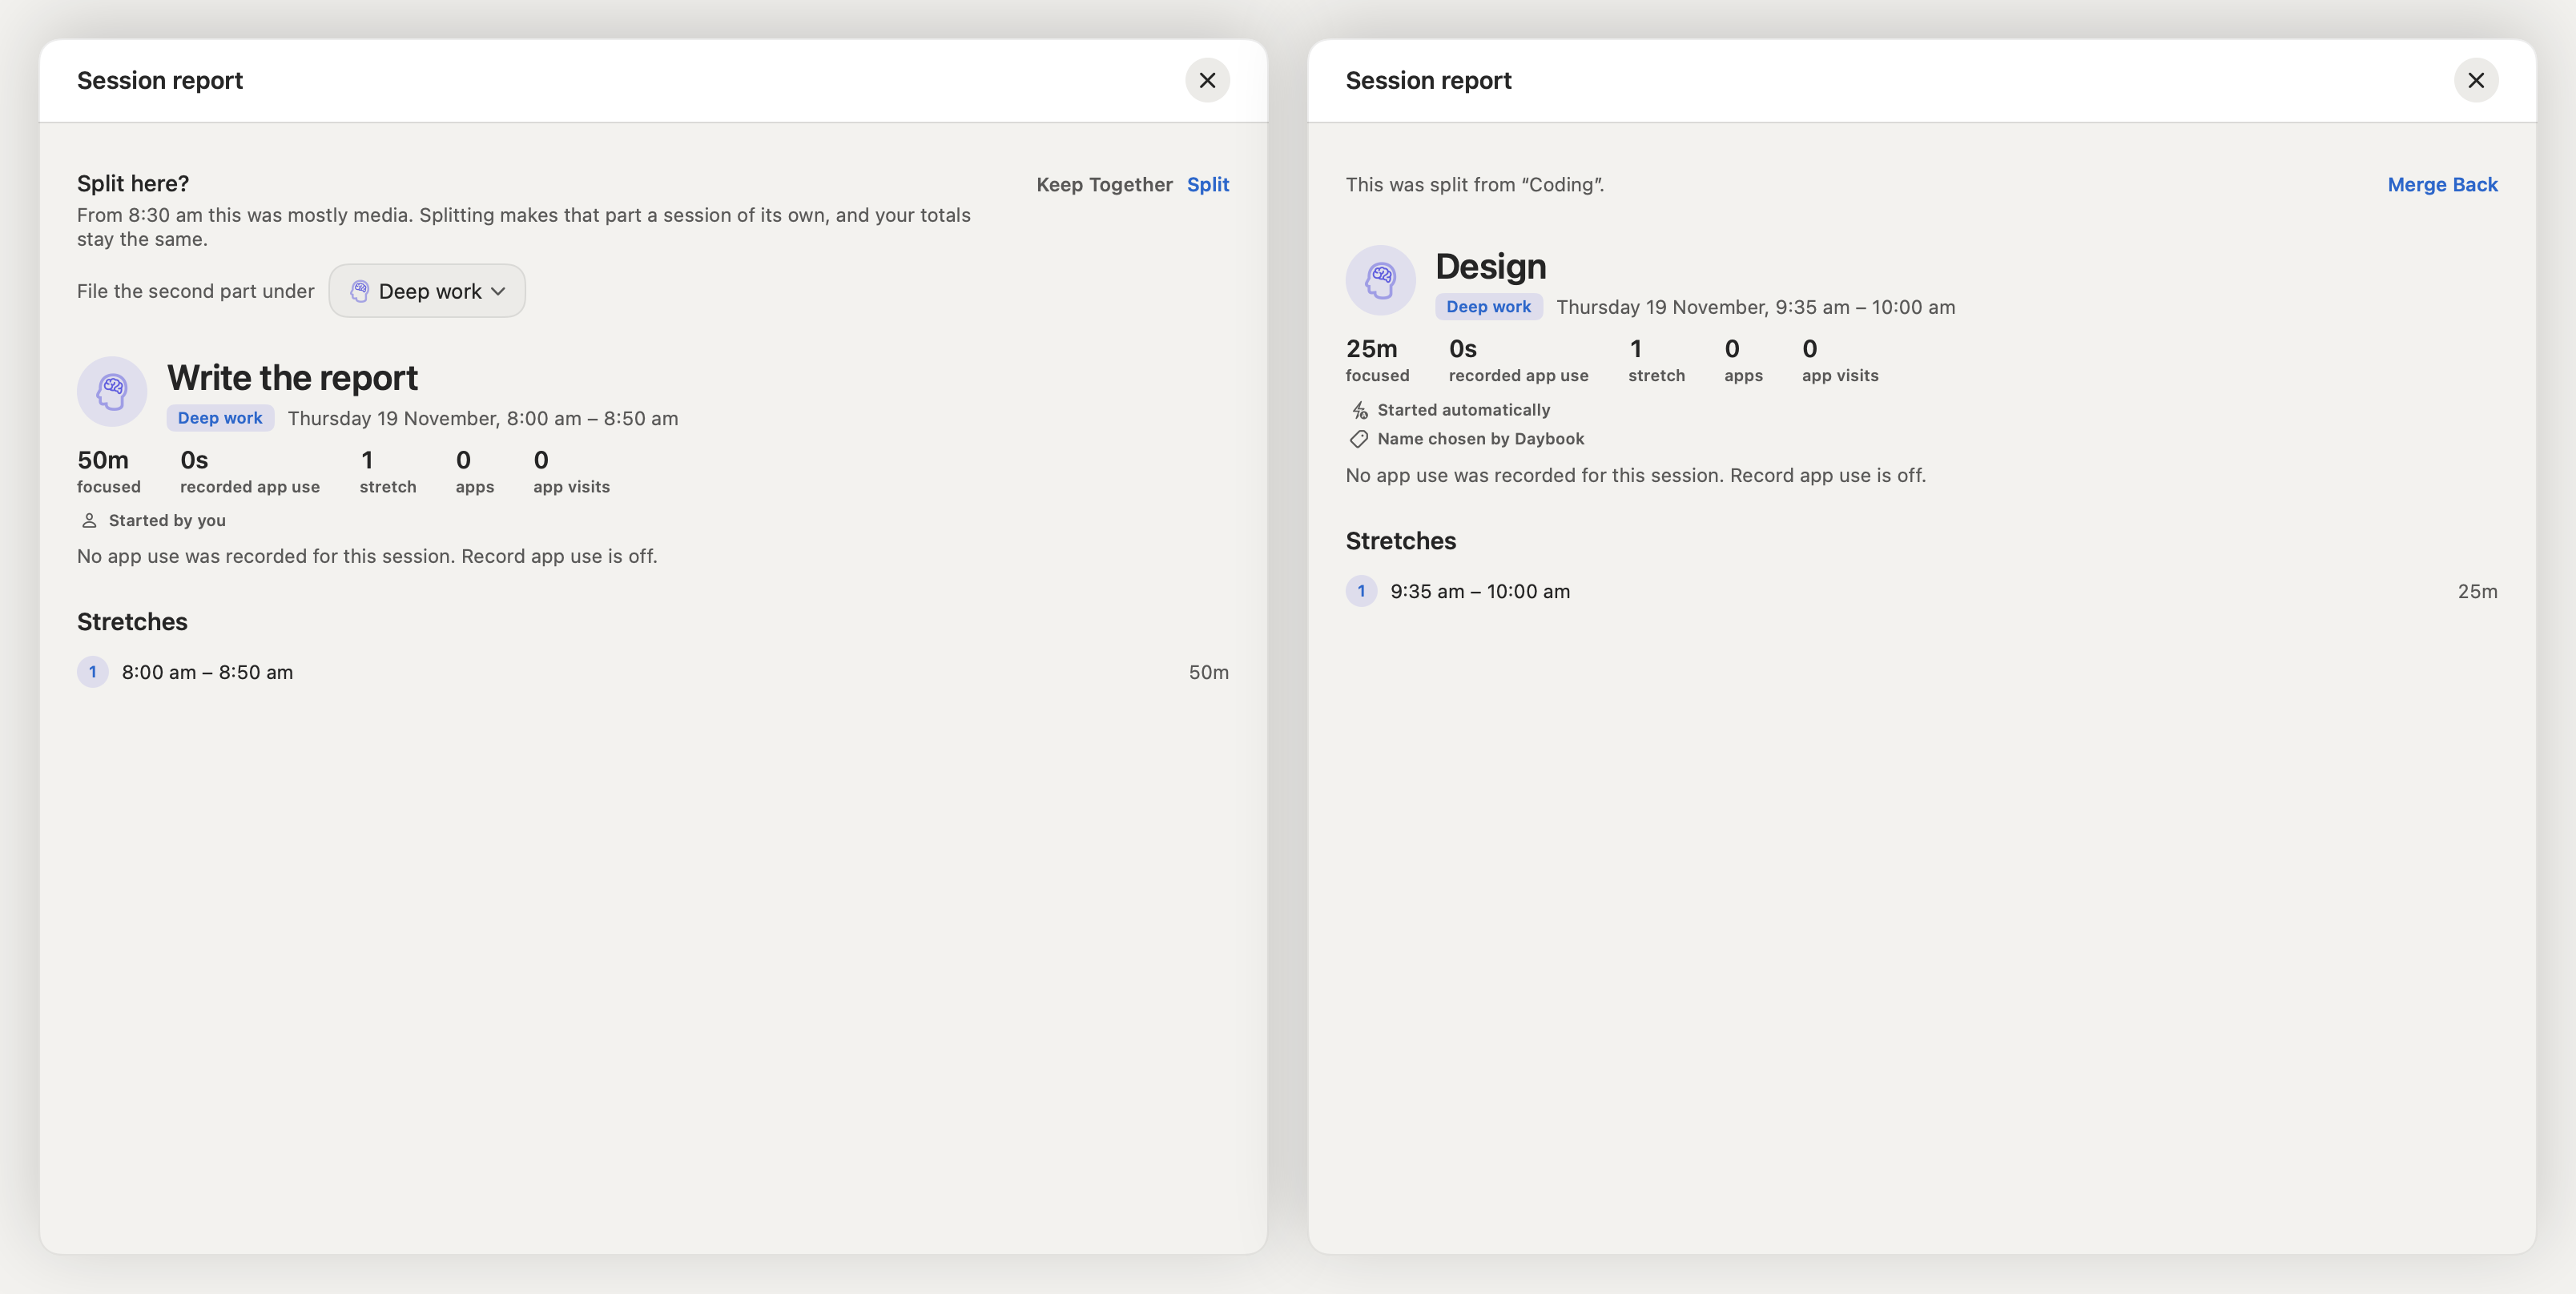 Session report
Split here?
Keep Together Split
From 8:30 am this was mostly media. Splitting makes that part a session of its own, and your totals
stay the same.
File the second part under Deep work
Write the report
Deep work Thursday 19 November, 8:00 am – 8:50 am
50m 0s 1 0 0
focused recorded app use stretch apps app visits
Started by you
No app use was recorded for this session. Record app use is off.
Stretches
1 8:00 am – 8:50 am 50m
Session report
This was split from “Coding”. Merge Back
Design
Deep work Thursday 19 November, 9:35 am – 10:00 am
25m 0s 1 0 0
focused recorded app use stretch apps app visits
Started automatically
Name chosen by Daybook
No app use was recorded for this session. Record app use is off.
Stretches
1 9:35 am – 10:00 am 25m